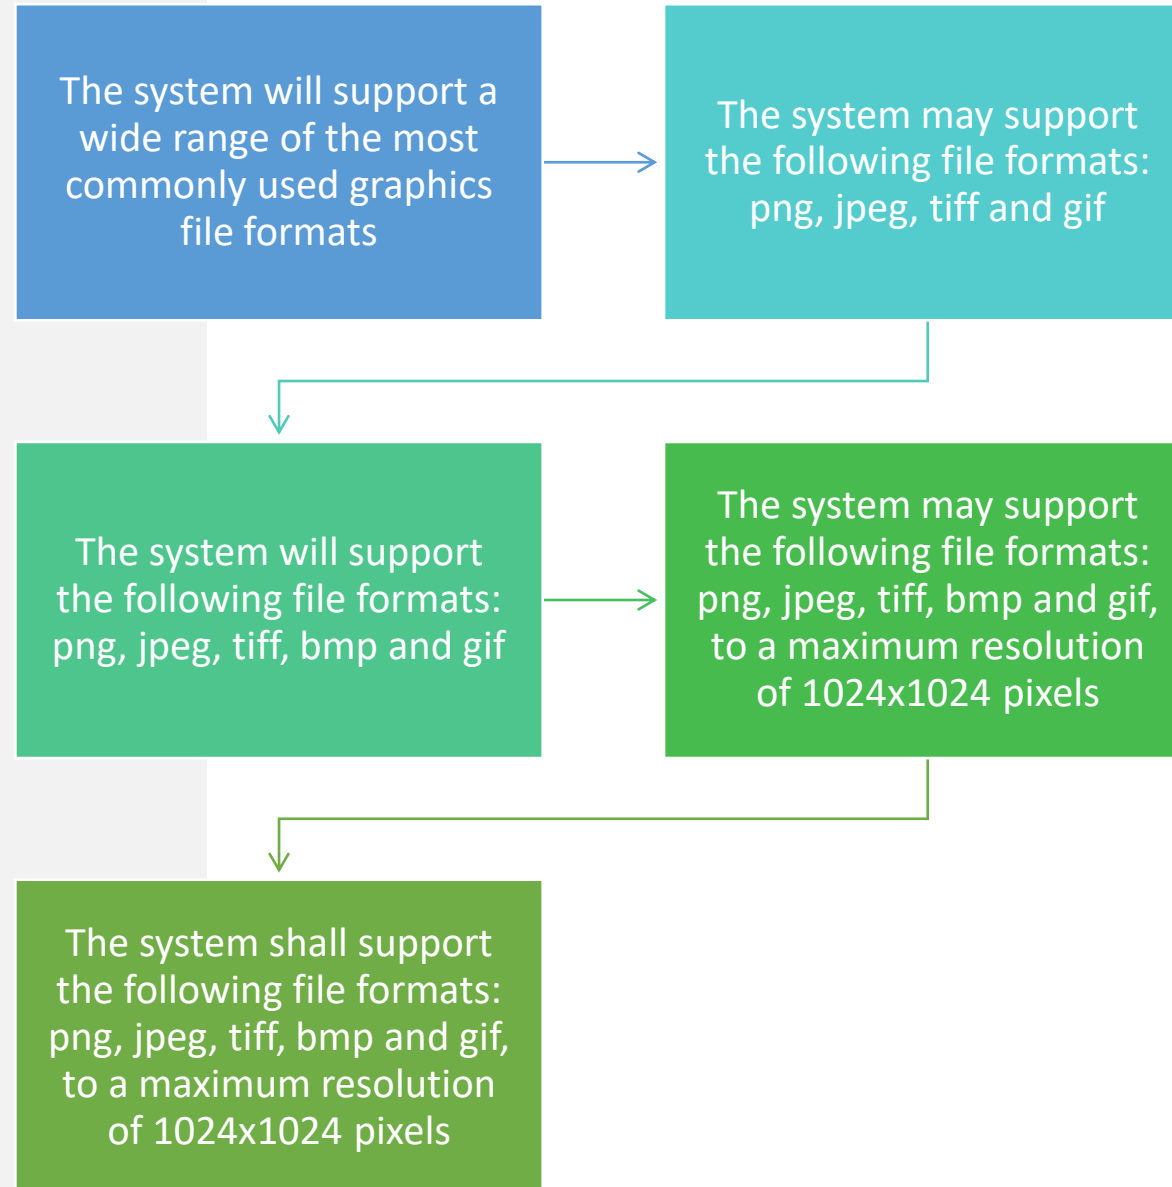 The system will support a
wide range of the most
commonly used graphics
file formats
The system may support
the following file formats:
png, jpeg, tiff and gif
The system will support
the following file formats:
png, jpeg, tiff, bmp and gif
The system may support
the following file formats:
png, jpeg, tiff, bmp and gif,
to a maximum resolution
of 1024x1024 pixels
The system shall support
the following file formats:
png, jpeg, tiff, bmp and gif,
to a maximum resolution
of 1024x1024 pixels